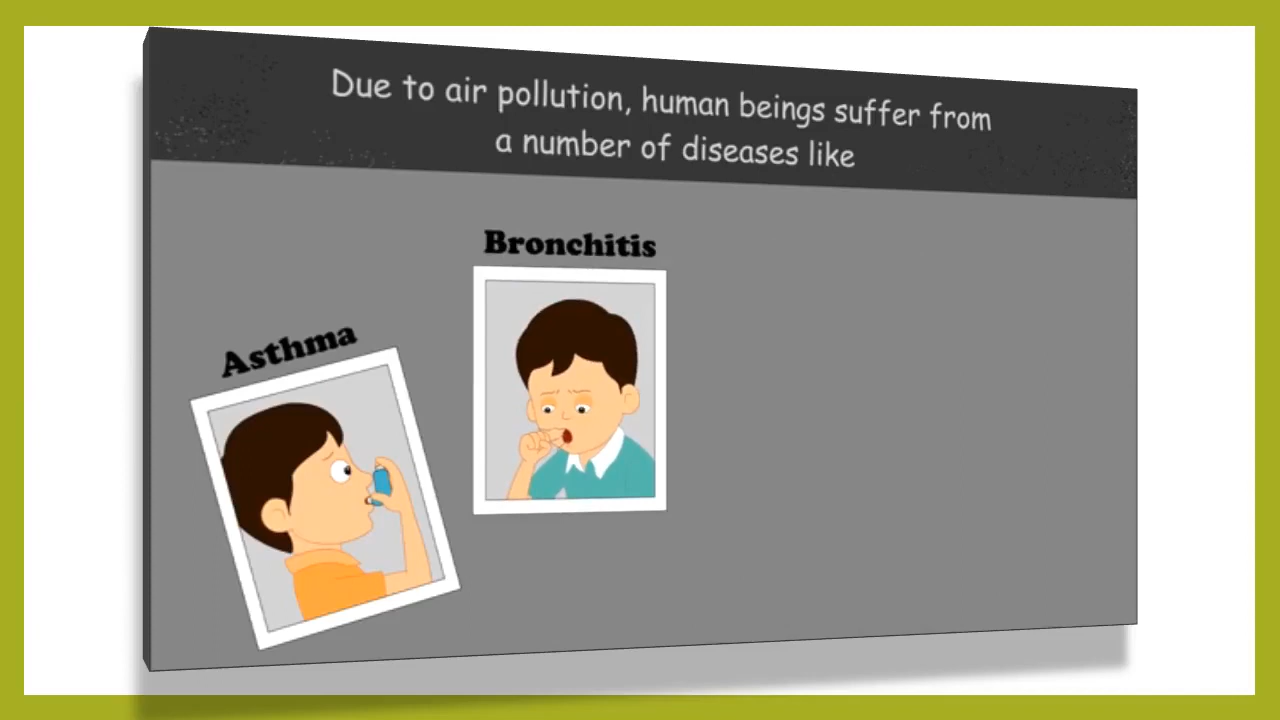 Due to air pollution, human beings suffer from
a number of diseases like
Bronchitis
Asthma